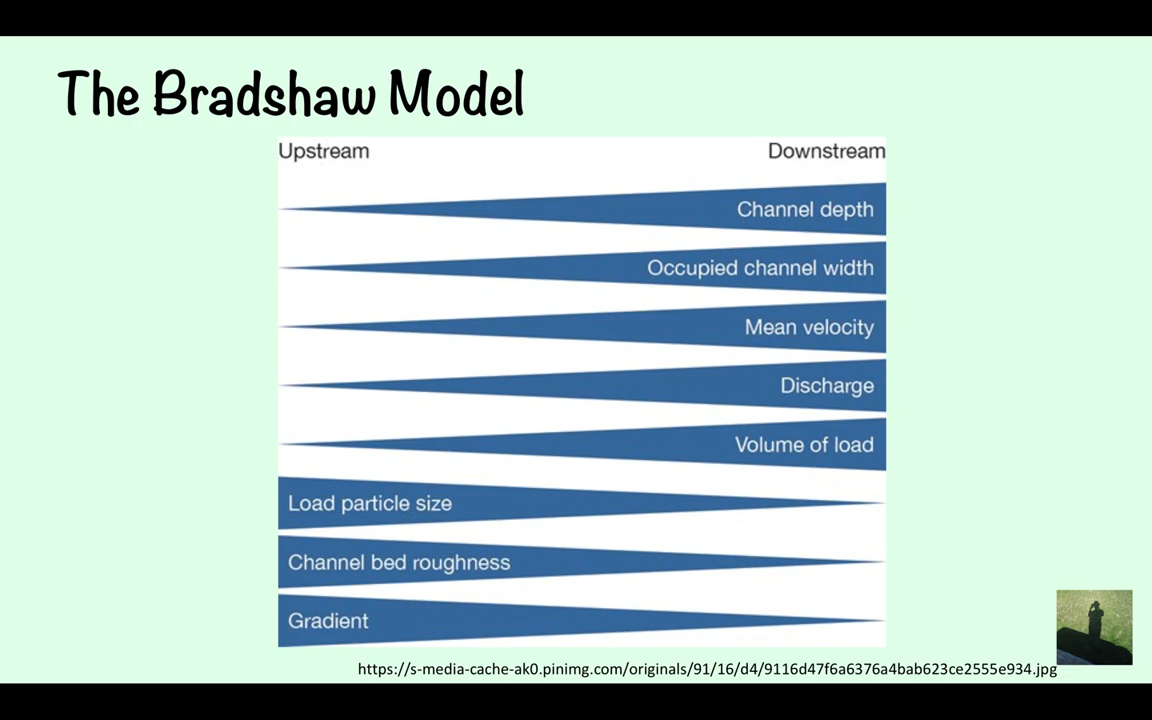 The Bradshaw Model
Upstream
Downstream
Channel depth
Occupied channel width
Mean velocity
Discharge
Volume of load
Load particle size
Channel bed roughness
Gradient
https://s-media-cache-ak0.pinimg.com/originals/91/16/d4/9116d47f6a6376a4bab623ce2555e934.jpg